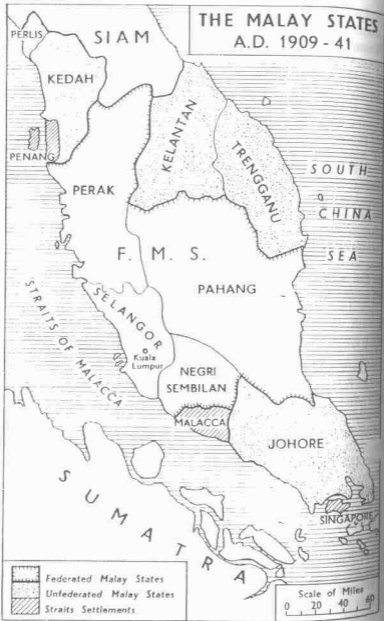 THE MALAY STATES
A.D. 1909 - 41
PERLIS
SIAM
KEDAH
PENANG
KELANTAN
TRENGGANU
PERAK
SOUTH
CHINA
SEA
F. M. S.
PAHANG
STRAITS OF MALACCA
SELANGOR
Kuala
Lumpur
NEGRI
SEMBILAN
MALACCA
JOHORE
SINGAPORE
SUMATRA
Federated Malay States
Unfederated Malay States
Straits Settlements
Scale of Miles
0 20 40 60